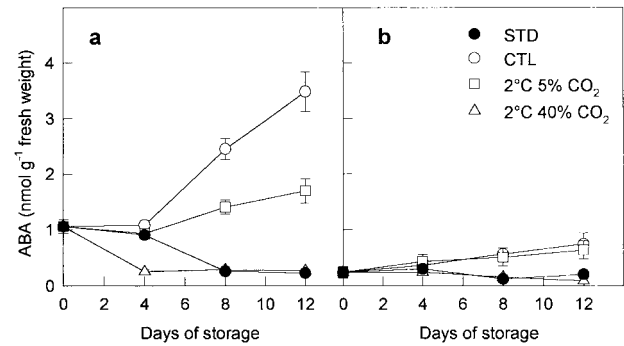 a
b
STD
CTL
2°C 5% CO₂
2°C 40% CO₂
ABA (nmol g⁻¹ fresh weight)
4
3
2
1
0
0 2 4 6 8 10 12
0 2 4 6 8 10 12
Days of storage
Days of storage